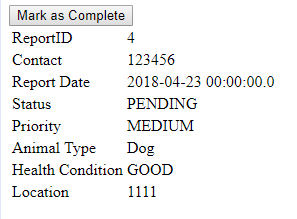 Mark as Complete
ReportID 4
Contact 123456
Report Date 2018-04-23 00:00:00.0
Status PENDING
Priority MEDIUM
Animal Type Dog
Health Condition GOOD
Location 1111